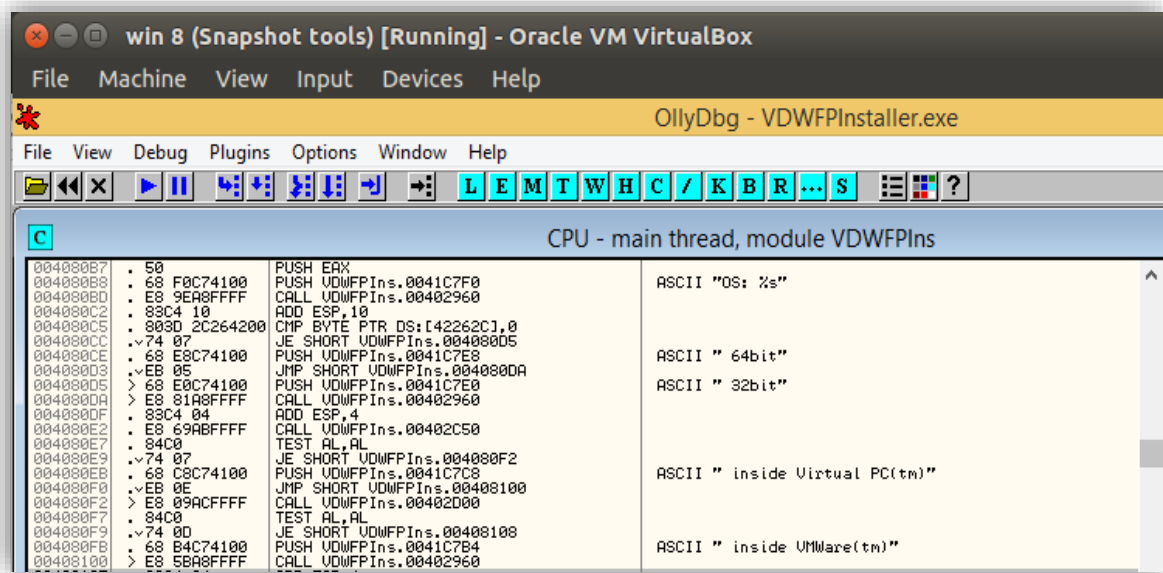 win 8 (Snapshot tools) [Running] - Oracle VM VirtualBox
File Machine View Input Devices Help
OllyDbg - VDWFPInstaller.exe
File View Debug Plugins Options Window Help
L E M T W H C / K B R ... S ?
C CPU - main thread, module VDWFPIns
004080B7 . 50 PUSH EAX
004080B8 . 68 F0C74100 PUSH VDWFPIns.0041C7F0 ASCII "OS: %s"
004080BD . E8 9EA8FFFF CALL VDWFPIns.00402960
004080C2 . 83C4 10 ADD ESP,10
004080C5 . 803D 2C264200 CMP BYTE PTR DS:[42262C],0
004080CC .v74 07 JE SHORT VDWFPIns.004080D5
004080CE . 68 E8C74100 PUSH VDWFPIns.0041C7E8 ASCII " 64bit"
004080D3 .vEB 05 JMP SHORT VDWFPIns.004080DA
004080D5 > 68 E0C74100 PUSH VDWFPIns.0041C7E0 ASCII " 32bit"
004080DA > E8 81A8FFFF CALL VDWFPIns.00402960
004080DF . 83C4 04 ADD ESP,4
004080E2 . E8 69ABFFFF CALL VDWFPIns.00402C50
004080E7 . 84C0 TEST AL,AL
004080E9 .v74 07 JE SHORT VDWFPIns.004080F2
004080EB . 68 C8C74100 PUSH VDWFPIns.0041C7C8 ASCII " inside Virtual PC(tm)"
004080F0 .vEB 0E JMP SHORT VDWFPIns.00408100
004080F2 > E8 09ACFFFF CALL VDWFPIns.00402D00
004080F7 . 84C0 TEST AL,AL
004080F9 .v74 0D JE SHORT VDWFPIns.00408108
004080FB . 68 B4C74100 PUSH VDWFPIns.0041C7B4 ASCII " inside VMWare(tm)"
00408100 > E8 5BA8FFFF CALL VDWFPIns.00402960